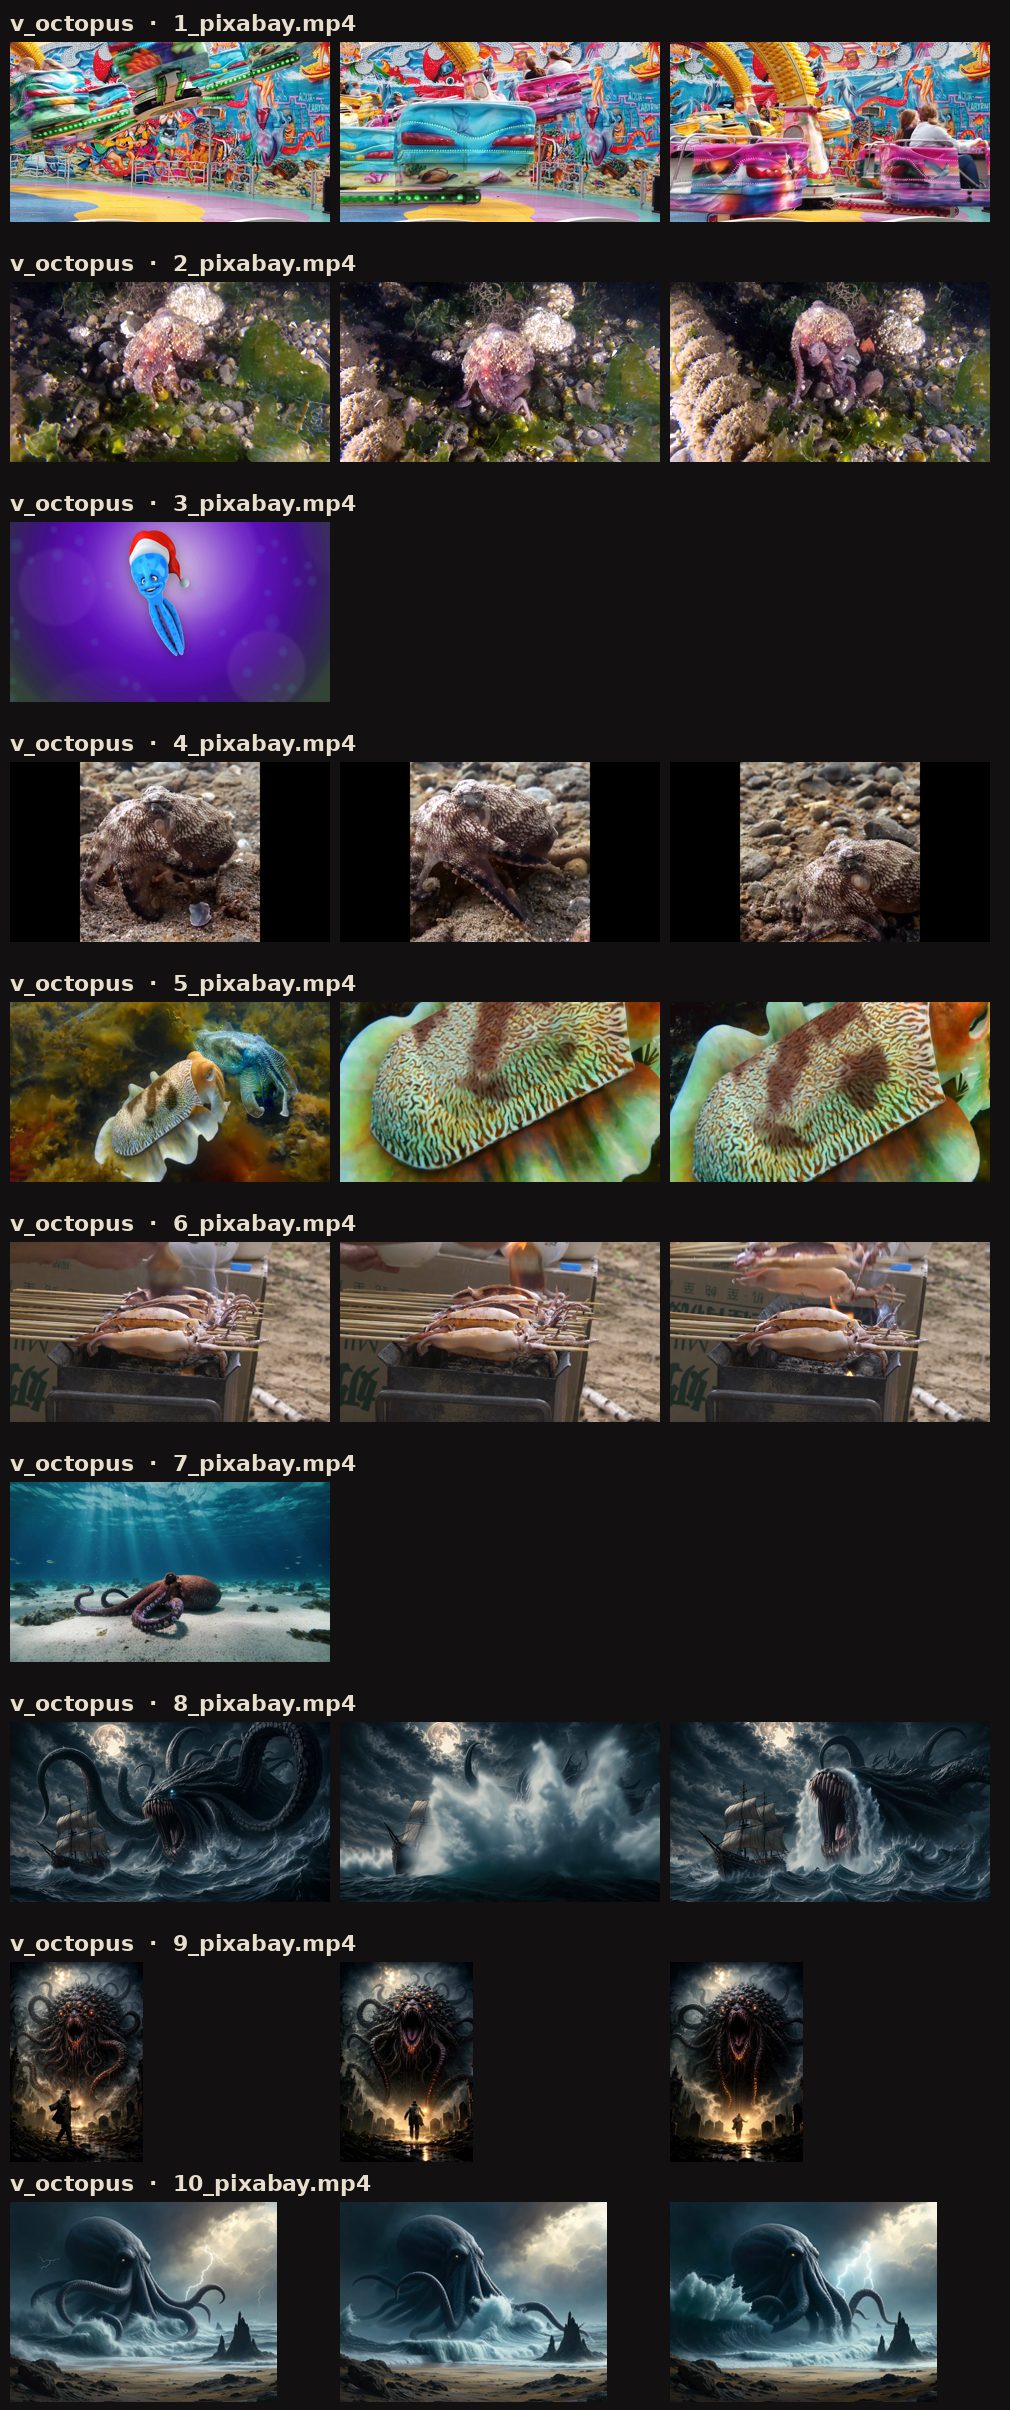 v_octopus · 1_pixabay.mp4
v_octopus · 2_pixabay.mp4
v_octopus · 3_pixabay.mp4
v_octopus · 4_pixabay.mp4
v_octopus · 5_pixabay.mp4
v_octopus · 6_pixabay.mp4
v_octopus · 7_pixabay.mp4
v_octopus · 8_pixabay.mp4
v_octopus · 9_pixabay.mp4
v_octopus · 10_pixabay.mp4